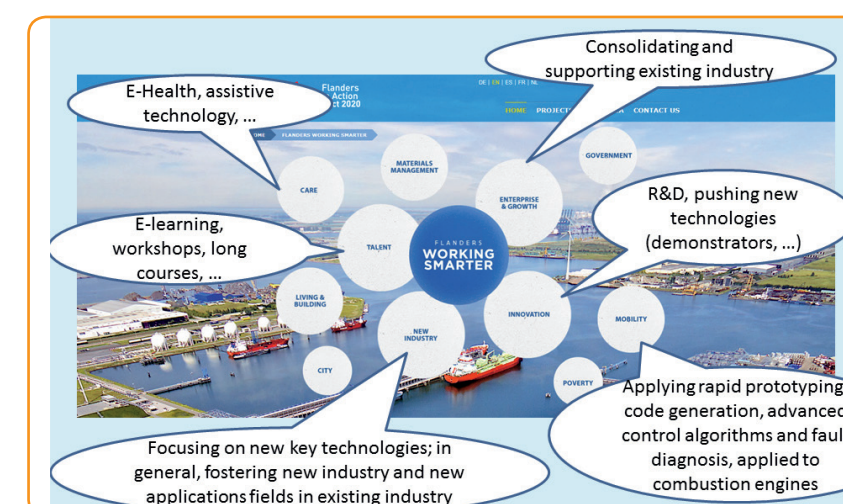 Consolidating and
supporting existing industry
E-Health, assistive
technology, ...
Flanders
Action
2020
DE | EN | ES | FR | NL
HOME PROJECT CONTACT US
FLANDERS WORKING SMARTER
MATERIALS
MANAGEMENT
GOVERNMENT
CARE
ENTERPRISE
& GROWTH
R&D, pushing new
technologies
(demonstrators, ...)
E-learning,
workshops, long
courses, ...
TALENT
FLANDERS
WORKING
SMARTER
LIVING &
BUILDING
INNOVATION
MOBILITY
NEW
INDUSTRY
CITY
POVERTY
Applying rapid prototyping
code generation, advanced
control algorithms and faul
diagnosis, applied to
combustion engines
Focusing on new key technologies; in
general, fostering new industry and new
applications fields in existing industry